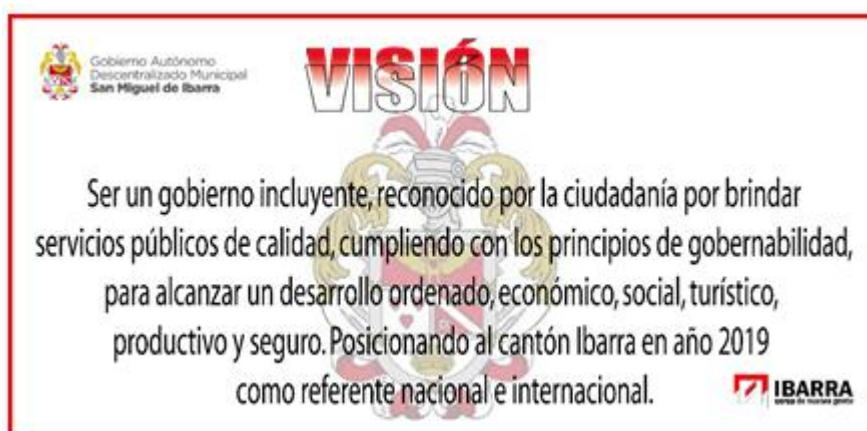 Gobierno Autónomo
Descentralizado Municipal
San Miguel de Ibarra
VISIÓN
Ser un gobierno incluyente, reconocido por la ciudadanía por brindar
servicios públicos de calidad, cumpliendo con los principios de gobernabilidad,
para alcanzar un desarrollo ordenado, económico, social, turístico,
productivo y seguro. Posicionando al cantón Ibarra en año 2019
como referente nacional e internacional.
IBARRA